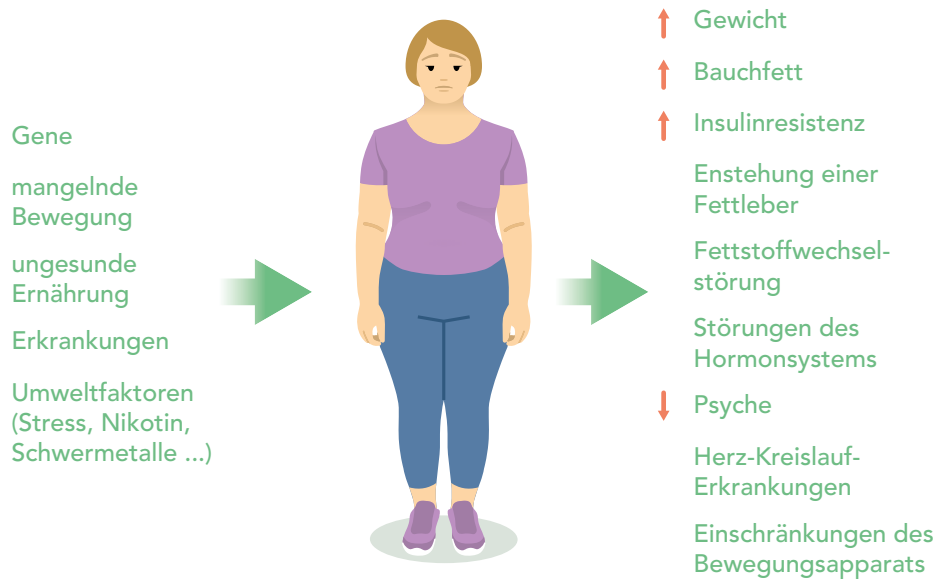 Gene
mangelnde
Bewegung
ungesunde
Ernährung
Erkrankungen
Umweltfaktoren
(Stress, Nikotin,
Schwermetalle ...)
Gewicht
Bauchfett
Insulinresistenz
Enstehung einer
Fettleber
Fettstoffwechsel-
störung
Störungen des
Hormonsystems
Psyche
Herz-Kreislauf-
Erkrankungen
Einschränkungen des
Bewegungsapparats